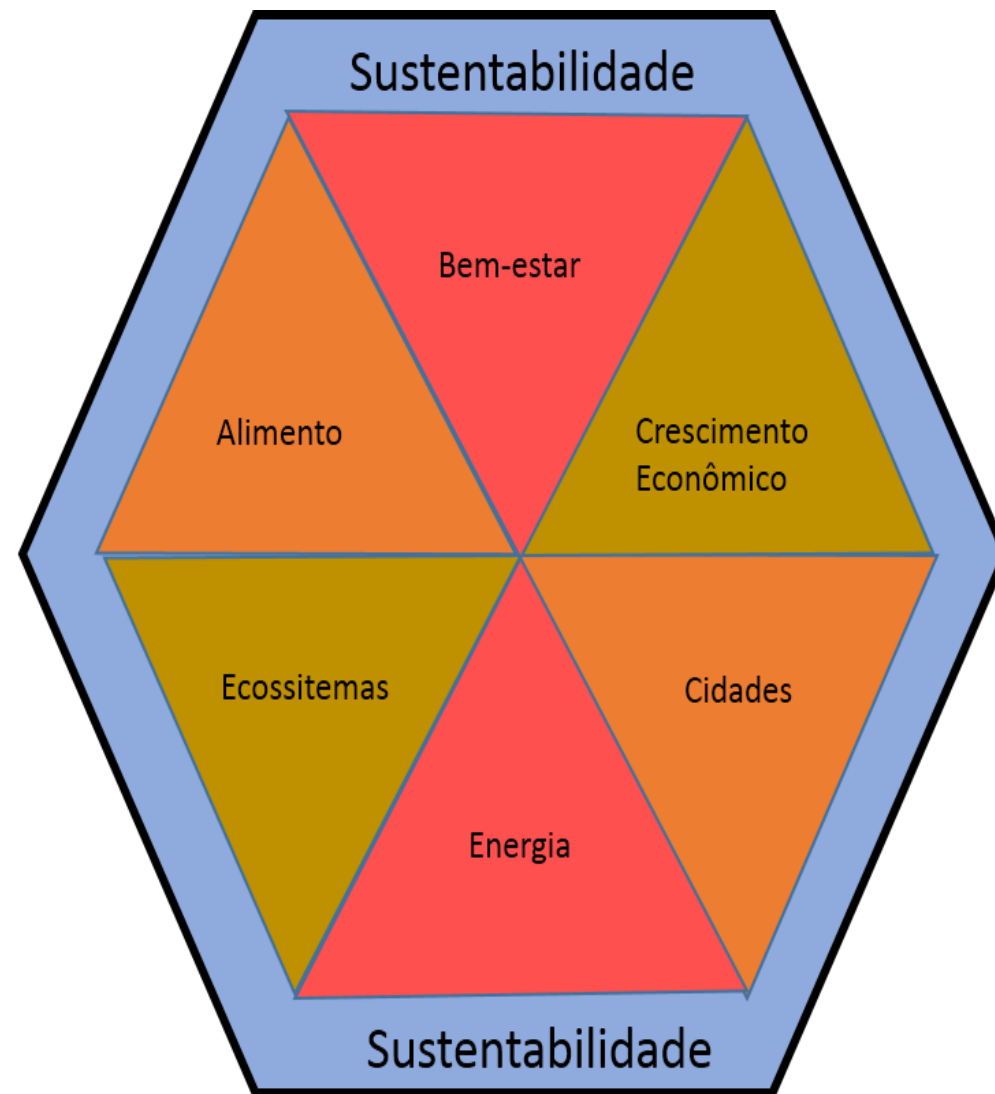 Sustentabilidade
Bem-estar
Alimento
Crescimento
Econômico
Ecossitemas
Cidades
Energia
Sustentabilidade